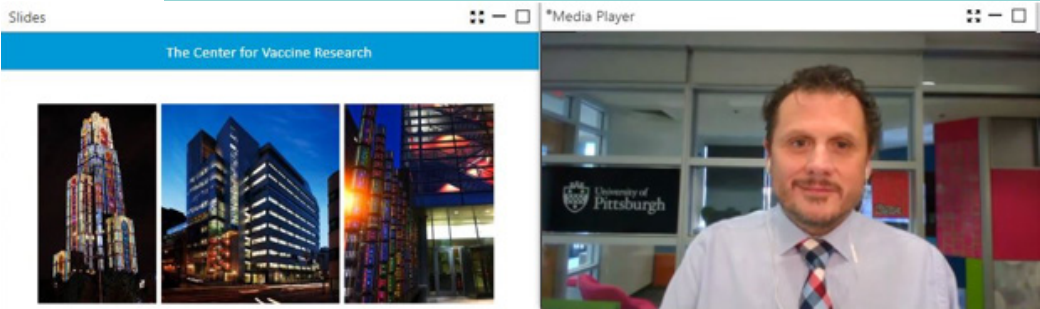 Slides
The Center for Vaccine Research
*Media Player
University of
Pittsburgh